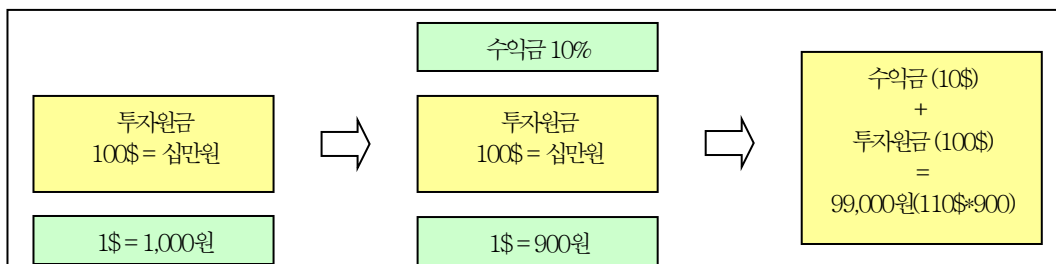 투자원금
100$ = 십만원
1$ = 1,000원
수익금 10%
투자원금
100$ = 십만원
1$ = 900원
수익금 (10$)
+
투자원금 (100$)
=
99,000원(110$*900)